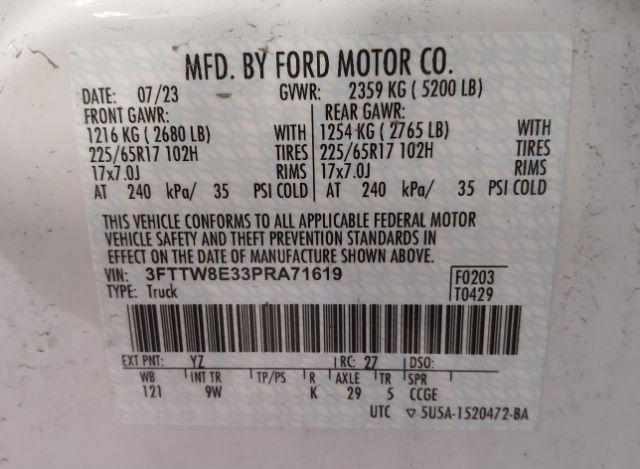 MFD. BY FORD MOTOR CO.
DATE: 07/23 GVWR: 2359 KG ( 5200 LB)
FRONT GAWR: REAR GAWR:
1216 KG ( 2680 LB) WITH 1254 KG ( 2765 LB) WITH
225/65R17 102H TIRES 225/65R17 102H TIRES
17x7.0J RIMS 17x7.0J RIMS
AT 240 kPa/ 35 PSI COLD AT 240 kPa/ 35 PSI COLD
THIS VEHICLE CONFORMS TO ALL APPLICABLE FEDERAL MOTOR
VEHICLE SAFETY AND THEFT PREVENTION STANDARDS IN
EFFECT ON THE DATE OF MANUFACTURE SHOWN ABOVE.
VIN: 3FTTW8E33PRA71619 F0203
TYPE: Truck T0429
EXT PNT: YZ RC: 27 DSO:
WB INT TR TP/PS R AXLE TR SPR
121 9W K 29 5 CCGE
UTC ▽ 5U5A-1520472-BA